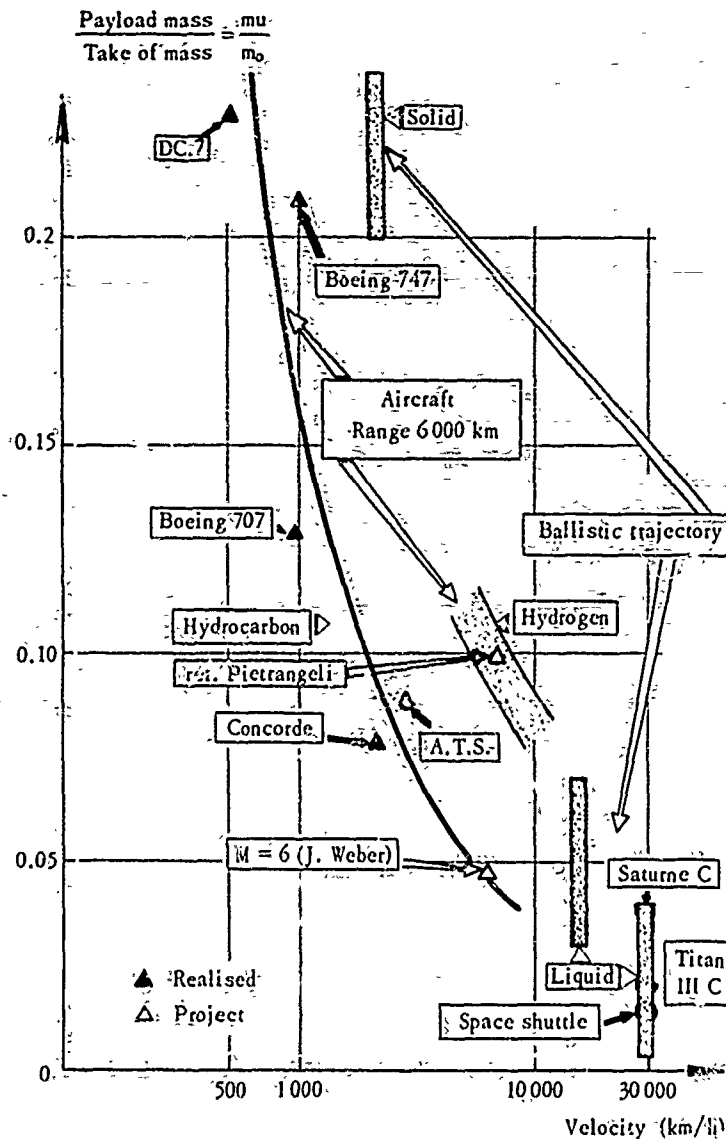 Payload mass
Take of mass
= mu
m₀
Solid
DC.7
0.2
Boeing 747
Aircraft
Range 6000 km
0.15
Boeing 707
Ballistic trajectory
Hydrocarbon
Hydrogen
0.10
Pietrangeli
Concorde
A.T.S.
M = 6 (J. Weber)
0.05
Saturne C
Realised
Liquid
Titan
III C
Project
Space shuttle
0.
500
1 000
10 000
30 000
Velocity (km/h)